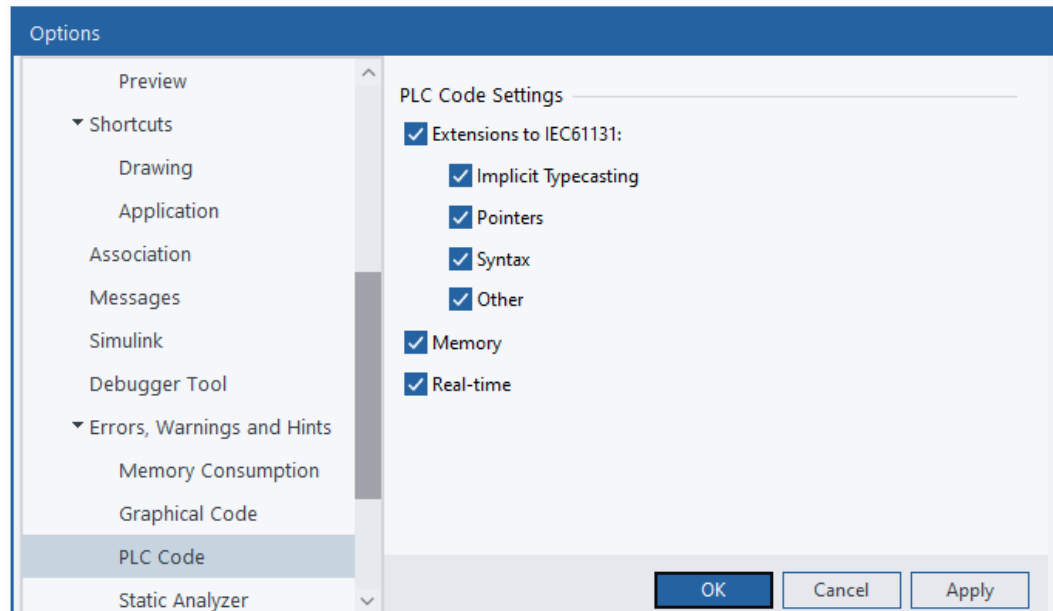 Options
Preview
Shortcuts
Drawing
Application
Association
Messages
Simulink
Debugger Tool
Errors, Warnings and Hints
Memory Consumption
Graphical Code
PLC Code
Static Analyzer
PLC Code Settings
Extensions to IEC61131:
Implicit Typecasting
Pointers
Syntax
Other
Memory
Real-time
OK
Cancel
Apply